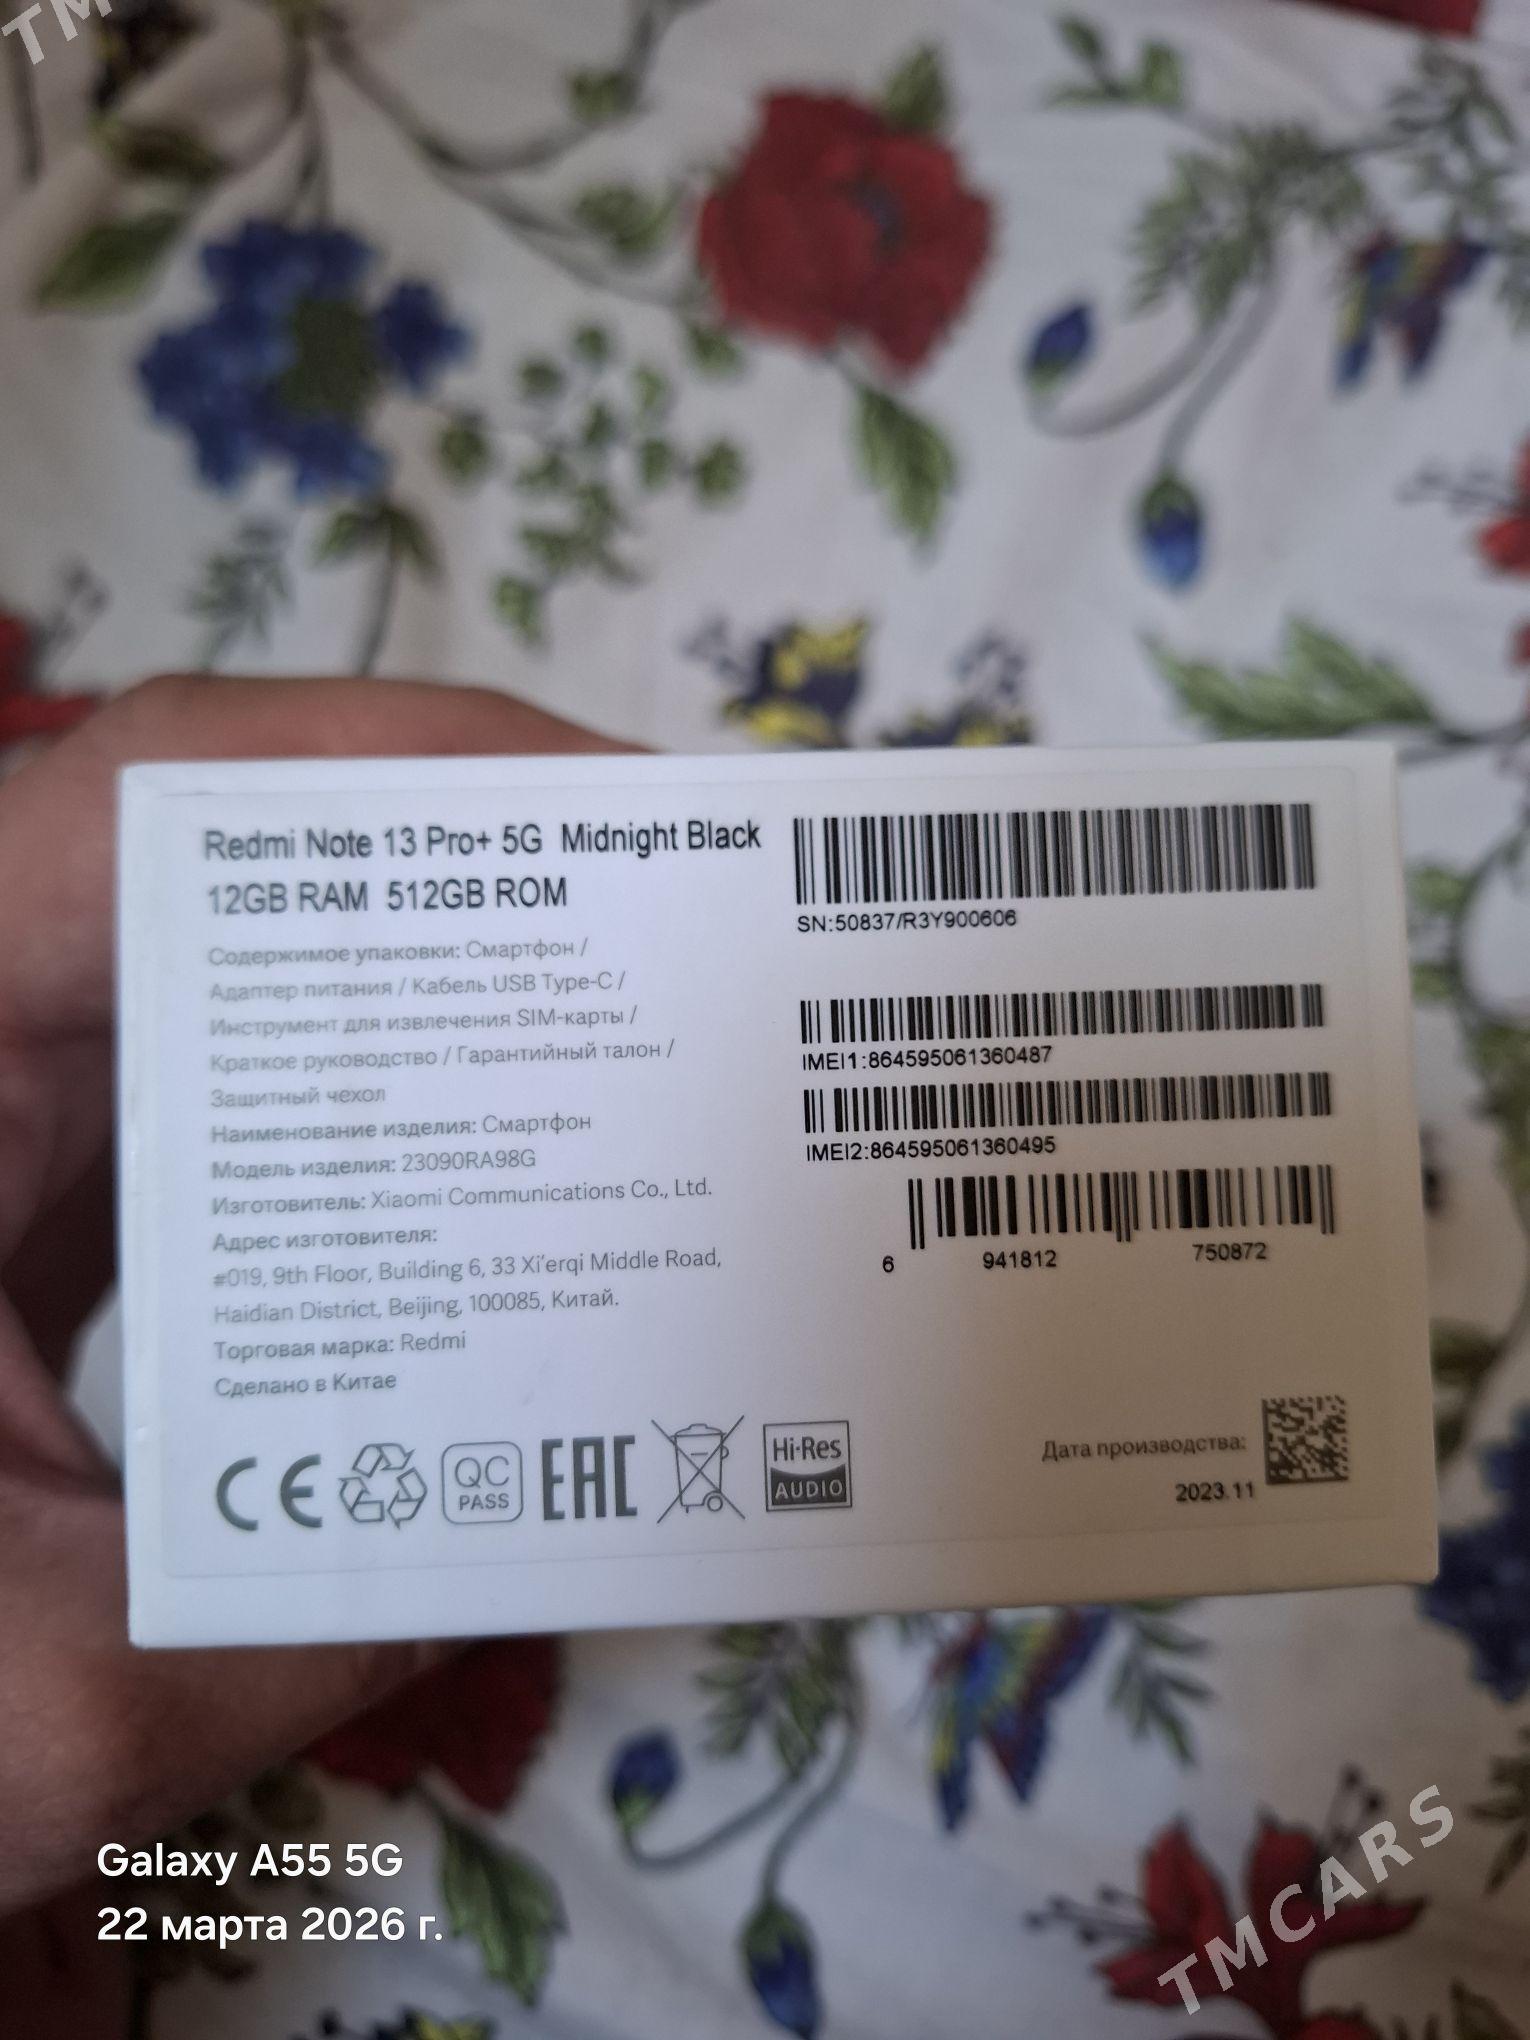 TM
Redmi Note 13 Pro+ 5G Midnight Black
12GB RAM 512GB ROM
Содержимое упаковки: Смартфон /
Адаптер питания / Кабель USB Type-C /
Инструмент для извлечения SIM-карты /
Краткое руководство / Гарантийный талон /
Защитный чехол
Наименование изделия: Смартфон
Модель изделия: 23090RA98G
Изготовитель: Xiaomi Communications Co., Ltd.
Адрес изготовителя:
#019, 9th Floor, Building 6, 33 Xi'erqi Middle Road,
Haidian District, Beijing, 100085, Китай.
Торговая марка: Redmi
Сделано в Китае
CE
QC
PASS
EAC
Hi-Res
AUDIO
SN:50837/R3Y900606
IMEI1:864595061360487
IMEI2:864595061360495
6 941812 750872
Дата производства:
2023.11
Galaxy A55 5G
22 марта 2026 г.
TMCARS